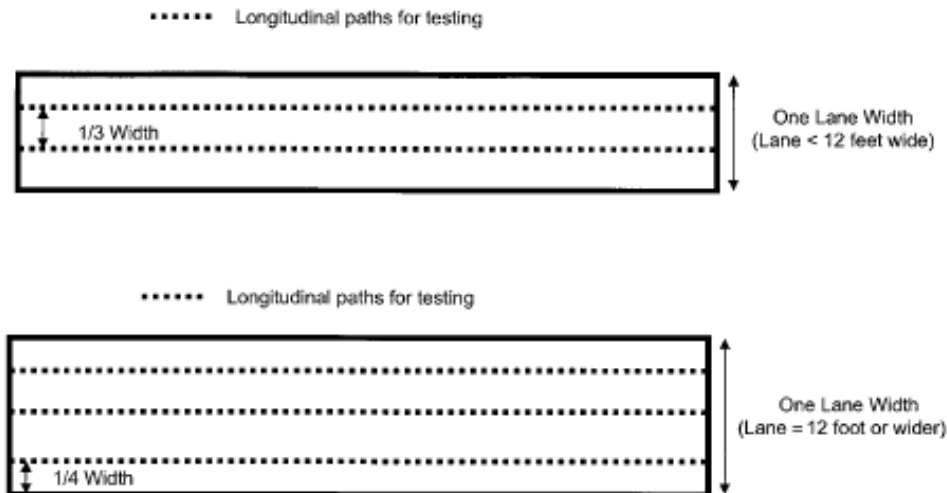 Longitudinal paths for testing
1/3 Width
One Lane Width
(Lane < 12 feet wide)
Longitudinal paths for testing
One Lane Width
(Lane = 12 foot or wider)
1/4 Width